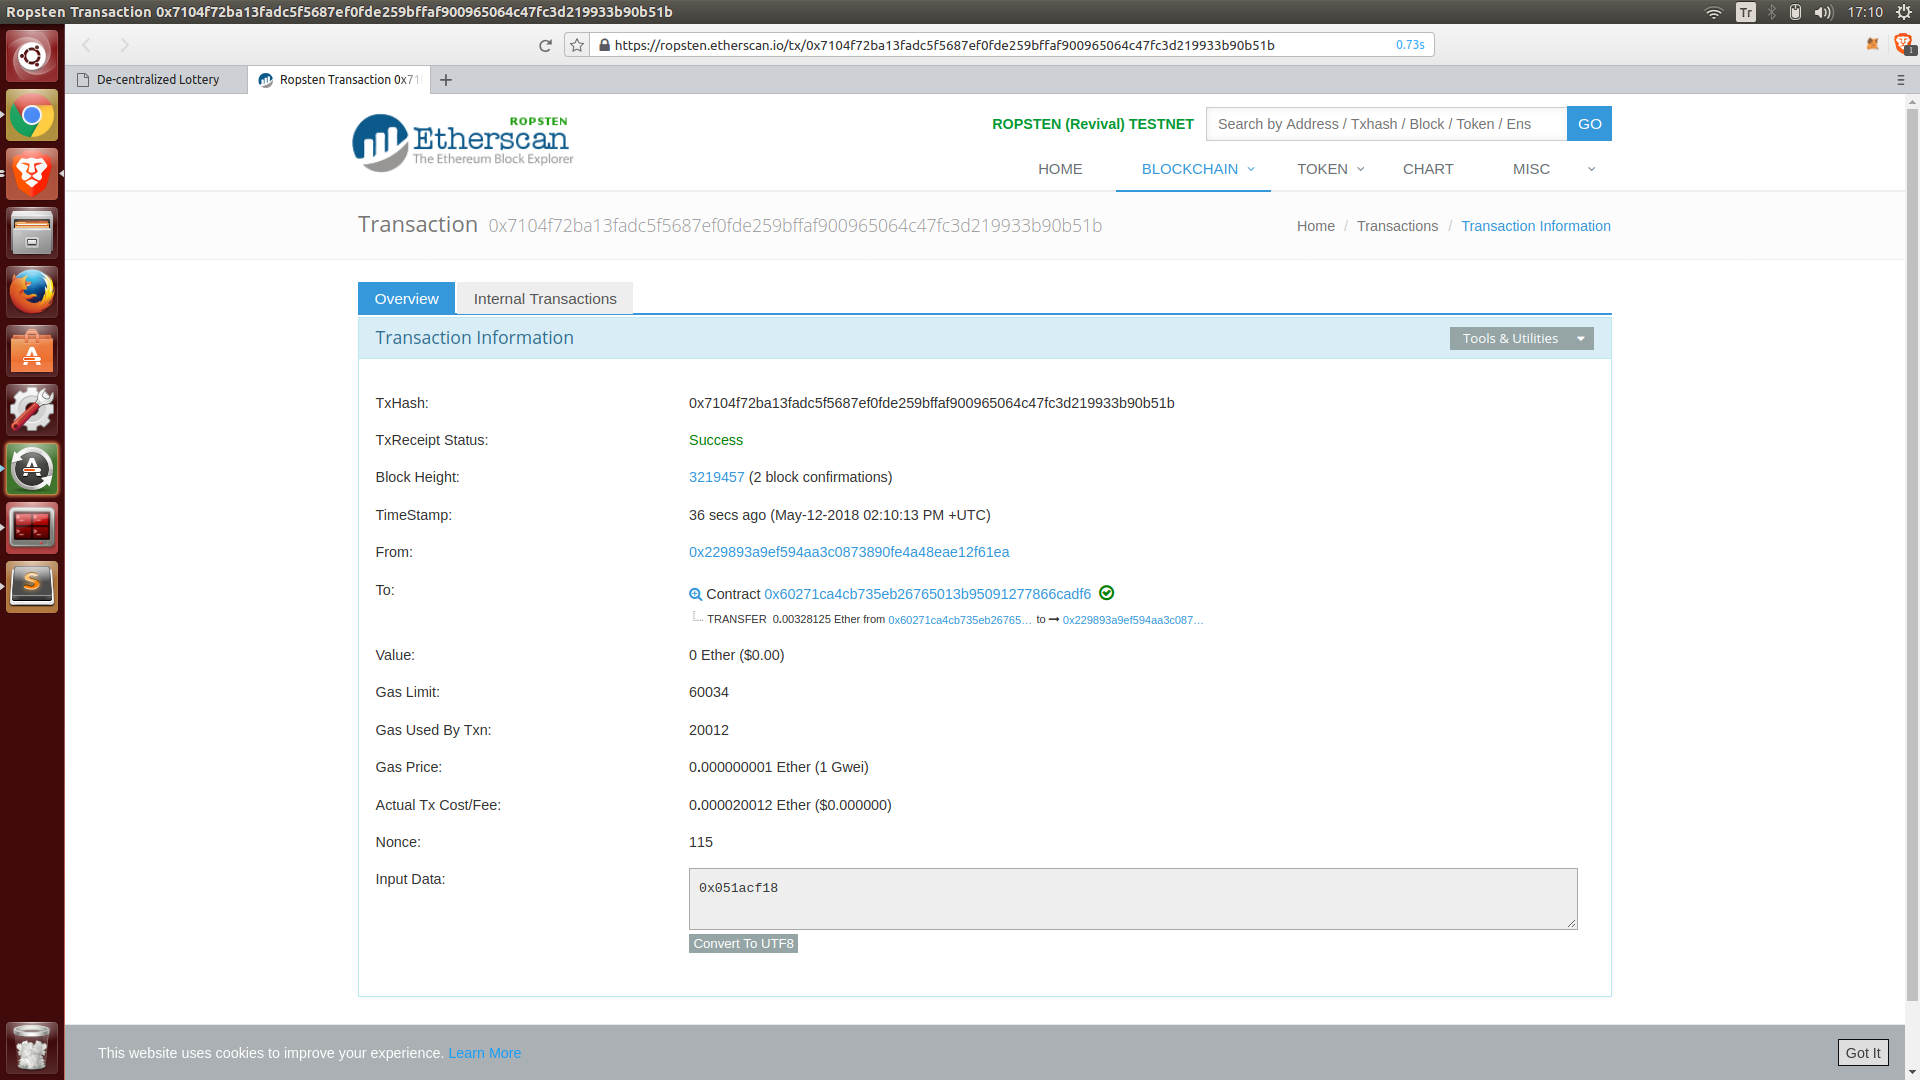 Ropsten Transaction 0x7104f72ba13fadc5f5687ef0fde259bffaf900965064c47fc3d219933b90b51b
Tr
17:10
https://ropsten.etherscan.io/tx/0x7104f72ba13fadc5f5687ef0fde259bffaf900965064c47fc3d219933b90b51b
0.73s
1
De-centralized Lottery
Ropsten Transaction 0x71
ROPSTEN
Etherscan
The Ethereum Block Explorer
ROPSTEN (Revival) TESTNET
Search by Address / Txhash / Block / Token / Ens
GO
HOME
BLOCKCHAIN
TOKEN
CHART
MISC
Transaction 0x7104f72ba13fadc5f5687ef0fde259bffaf900965064c47fc3d219933b90b51b
Home / Transactions / Transaction Information
Overview
Internal Transactions
Transaction Information
Tools & Utilities
TxHash: 0x7104f72ba13fadc5f5687ef0fde259bffaf900965064c47fc3d219933b90b51b
TxReceipt Status: Success
Block Height: 3219457 (2 block confirmations)
TimeStamp: 36 secs ago (May-12-2018 02:10:13 PM +UTC)
From: 0x229893a9ef594aa3c0873890fe4a48eae12f61ea
To: Contract 0x60271ca4cb735eb26765013b95091277866cadf6
TRANSFER 0.00328125 Ether from 0x60271ca4cb735eb26765... to 0x229893a9ef594aa3c087...
Value: 0 Ether ($0.00)
Gas Limit: 60034
Gas Used By Txn: 20012
Gas Price: 0.000000001 Ether (1 Gwei)
Actual Tx Cost/Fee: 0.000020012 Ether ($0.000000)
Nonce: 115
Input Data: 0x051acf18
Convert To UTF8
This website uses cookies to improve your experience. Learn More
Got It